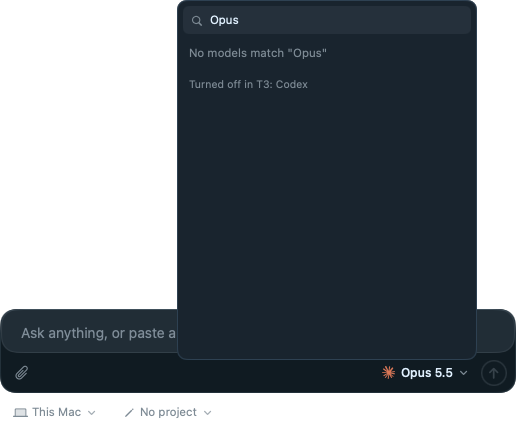 Opus
No models match "Opus"
Turned off in T3: Codex
Ask anything, or paste a
Opus 5.5
This Mac
No project